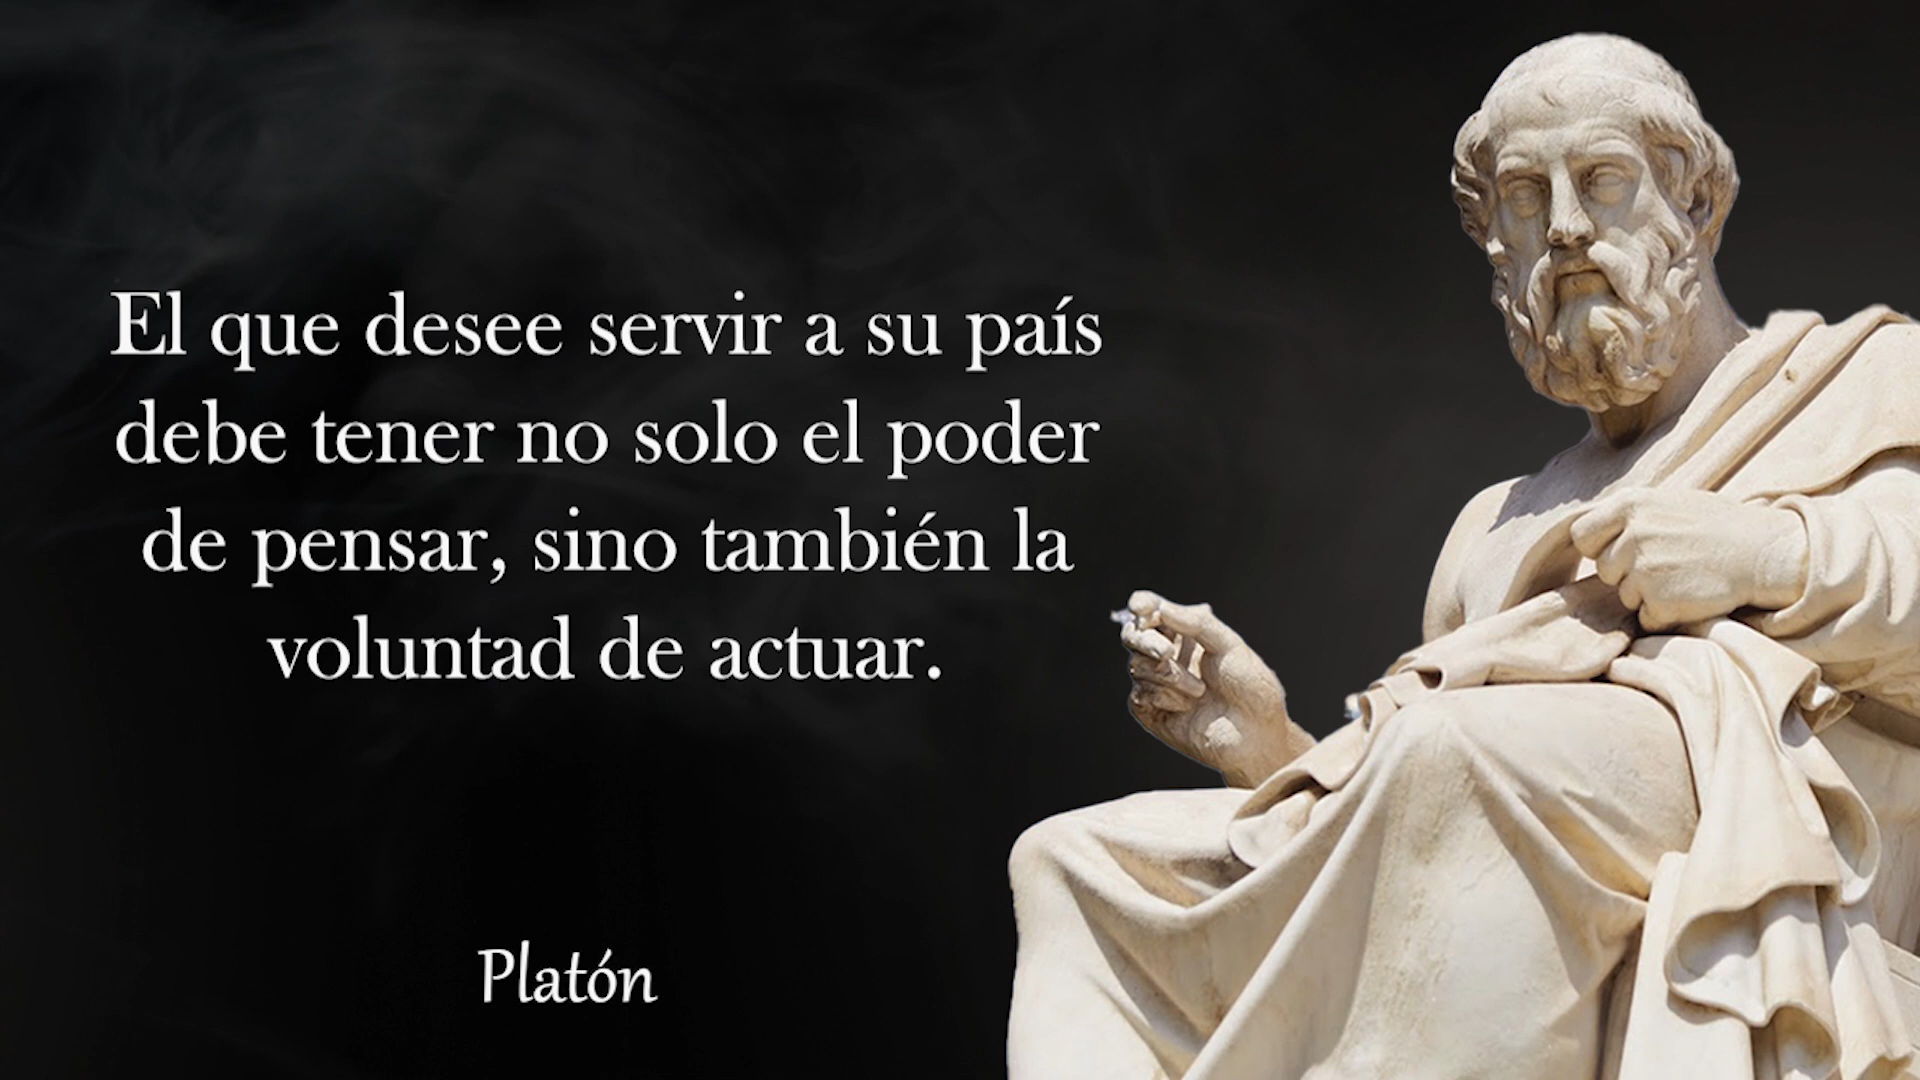 El que desee servir a su país
debe tener no solo el poder
de pensar, sino también la
voluntad de actuar.
Platón